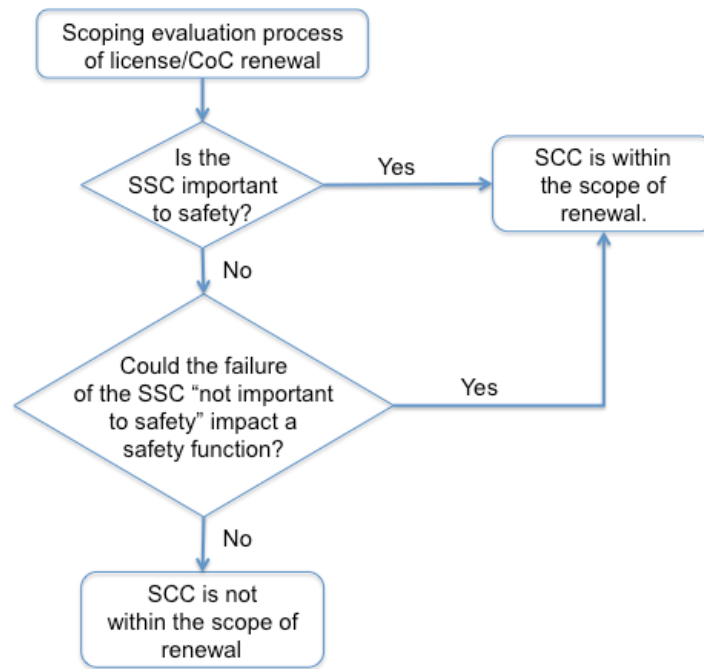 Scoping evaluation process
of license/CoC renewal
Is the
SSC important
to safety?
Yes
SCC is within
the scope of
renewal.
No
Could the failure
of the SSC “not important
to safety” impact a
safety function?
Yes
No
SCC is not
within the scope of
renewal